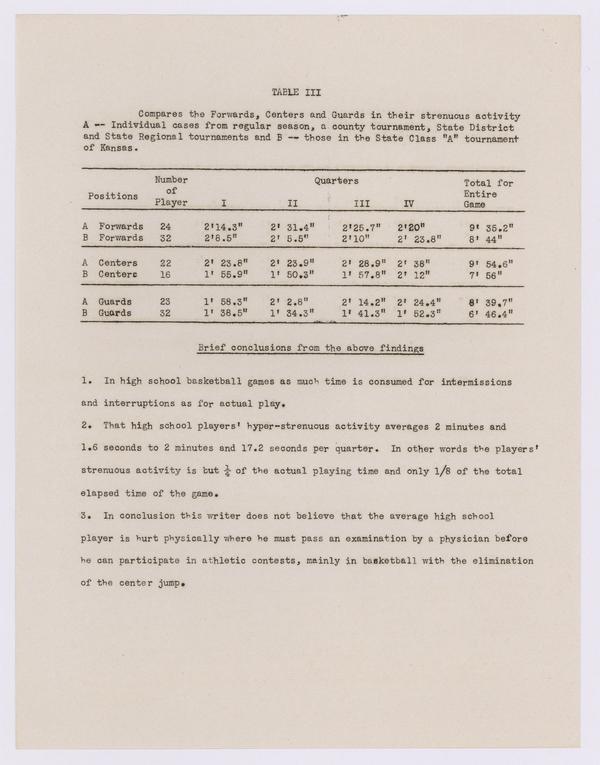 TABLE III
Compares the Forwards, Centers and Guards in their strenuous activity
A -- Individual cases from regular season, a county tournament, State District
and State Regional tournaments and B -- those in the State Class "A" tournament
of Kansas.
Positions Number of Player Quarters I II III IV Total for Entire Game
A Forwards 24 2'14.3" 2' 31.4" 2'25.7" 2'20" 9' 35.2"
B Forwards 32 2'8.5" 2' 5.5" 2'10" 2' 23.8" 8' 44"
A Centers 22 2' 23.8" 2' 23.9" 2' 28.9" 2' 38" 9' 54.6"
B Centers 16 1' 55.9" 1' 50.3" 1' 57.8" 2' 12" 7' 56"
A Guards 23 1' 58.3" 2' 2.8" 2' 14.2" 2' 24.4" 8' 39.7"
B Guards 32 1' 38.5" 1' 34.3" 1' 41.3" 1' 52.3" 6' 46.4"
Brief conclusions from the above findings
1. In high school basketball games as much time is consumed for intermissions
and interruptions as for actual play.
2. That high school players' hyper-strenuous activity averages 2 minutes and
1.6 seconds to 2 minutes and 17.2 seconds per quarter. In other words the players'
strenuous activity is but ¼ of the actual playing time and only 1/8 of the total
elapsed time of the game.
3. In conclusion this writer does not believe that the average high school
player is hurt physically where he must pass an examination by a physician before
he can participate in athletic contests, mainly in basketball with the elimination
of the center jump.